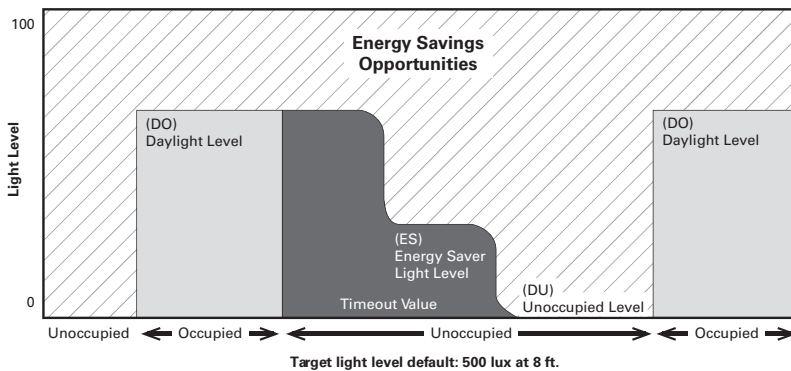 100
Energy Savings
Opportunities
(DO)
Daylight Level
(DO)
Daylight Level
Light Level
(ES)
Energy Saver
Light Level
(DU)
Unoccupied Level
Timeout Value
0
Unoccupied
Occupied
Unoccupied
Occupied
Target light level default: 500 lux at 8 ft.